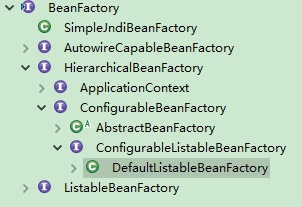 BeanFactory
SimpleJndiBeanFactory
AutowireCapableBeanFactory
HierarchicalBeanFactory
ApplicationContext
ConfigurableBeanFactory
AbstractBeanFactory
ConfigurableListableBeanFactory
DefaultListableBeanFactory
ListableBeanFactory